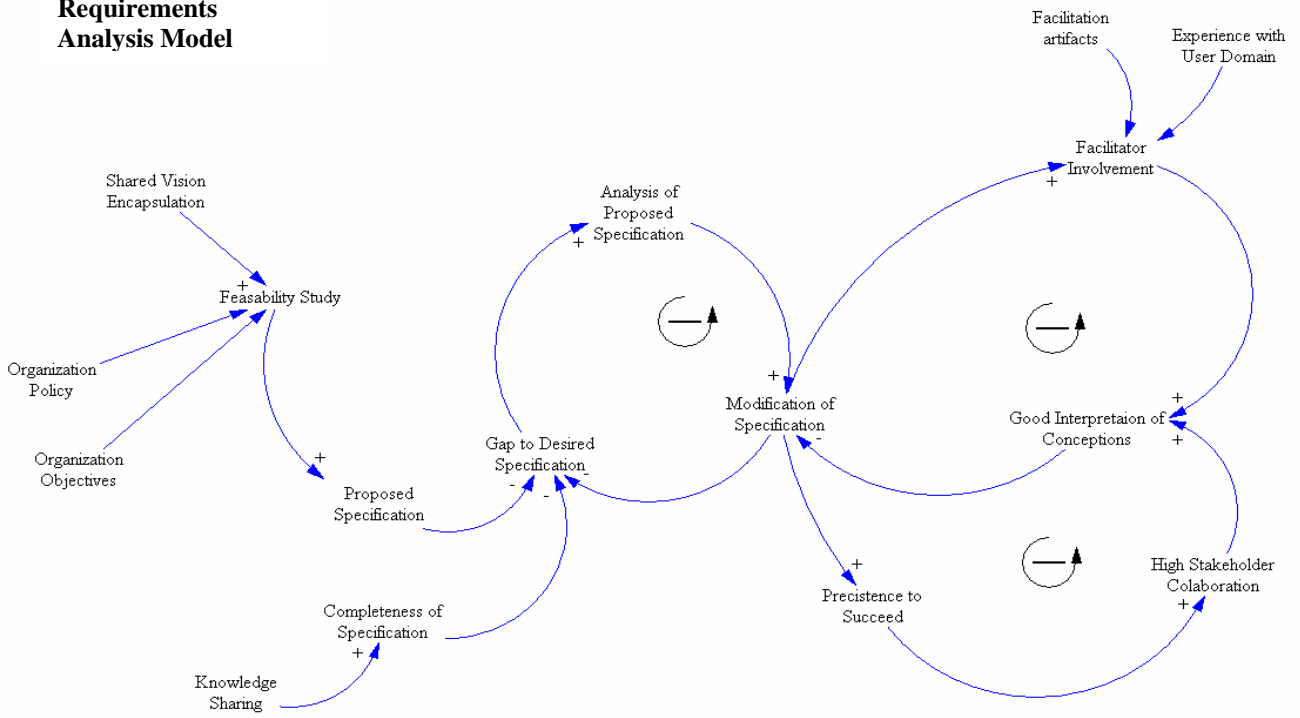 Requirements
Analysis Model
Facilitation
artifacts
Experience with
User Domain
Facilitator
Involvement
+
Shared Vision
Encapsulation
Analysis of
Proposed
Specification
+
+
Feasability Study
Organization
Policy
Organization
Objectives
+
Proposed
Specification
Gap to Desired
Specification
-
-
-
+
Modification of
Specification
-
+
Good Interpretaion of
Conceptions
+
+
Precistence to
Succeed
High Stakeholder
Colaboration
+
Completeness of
Specification
+
Knowledge
Sharing